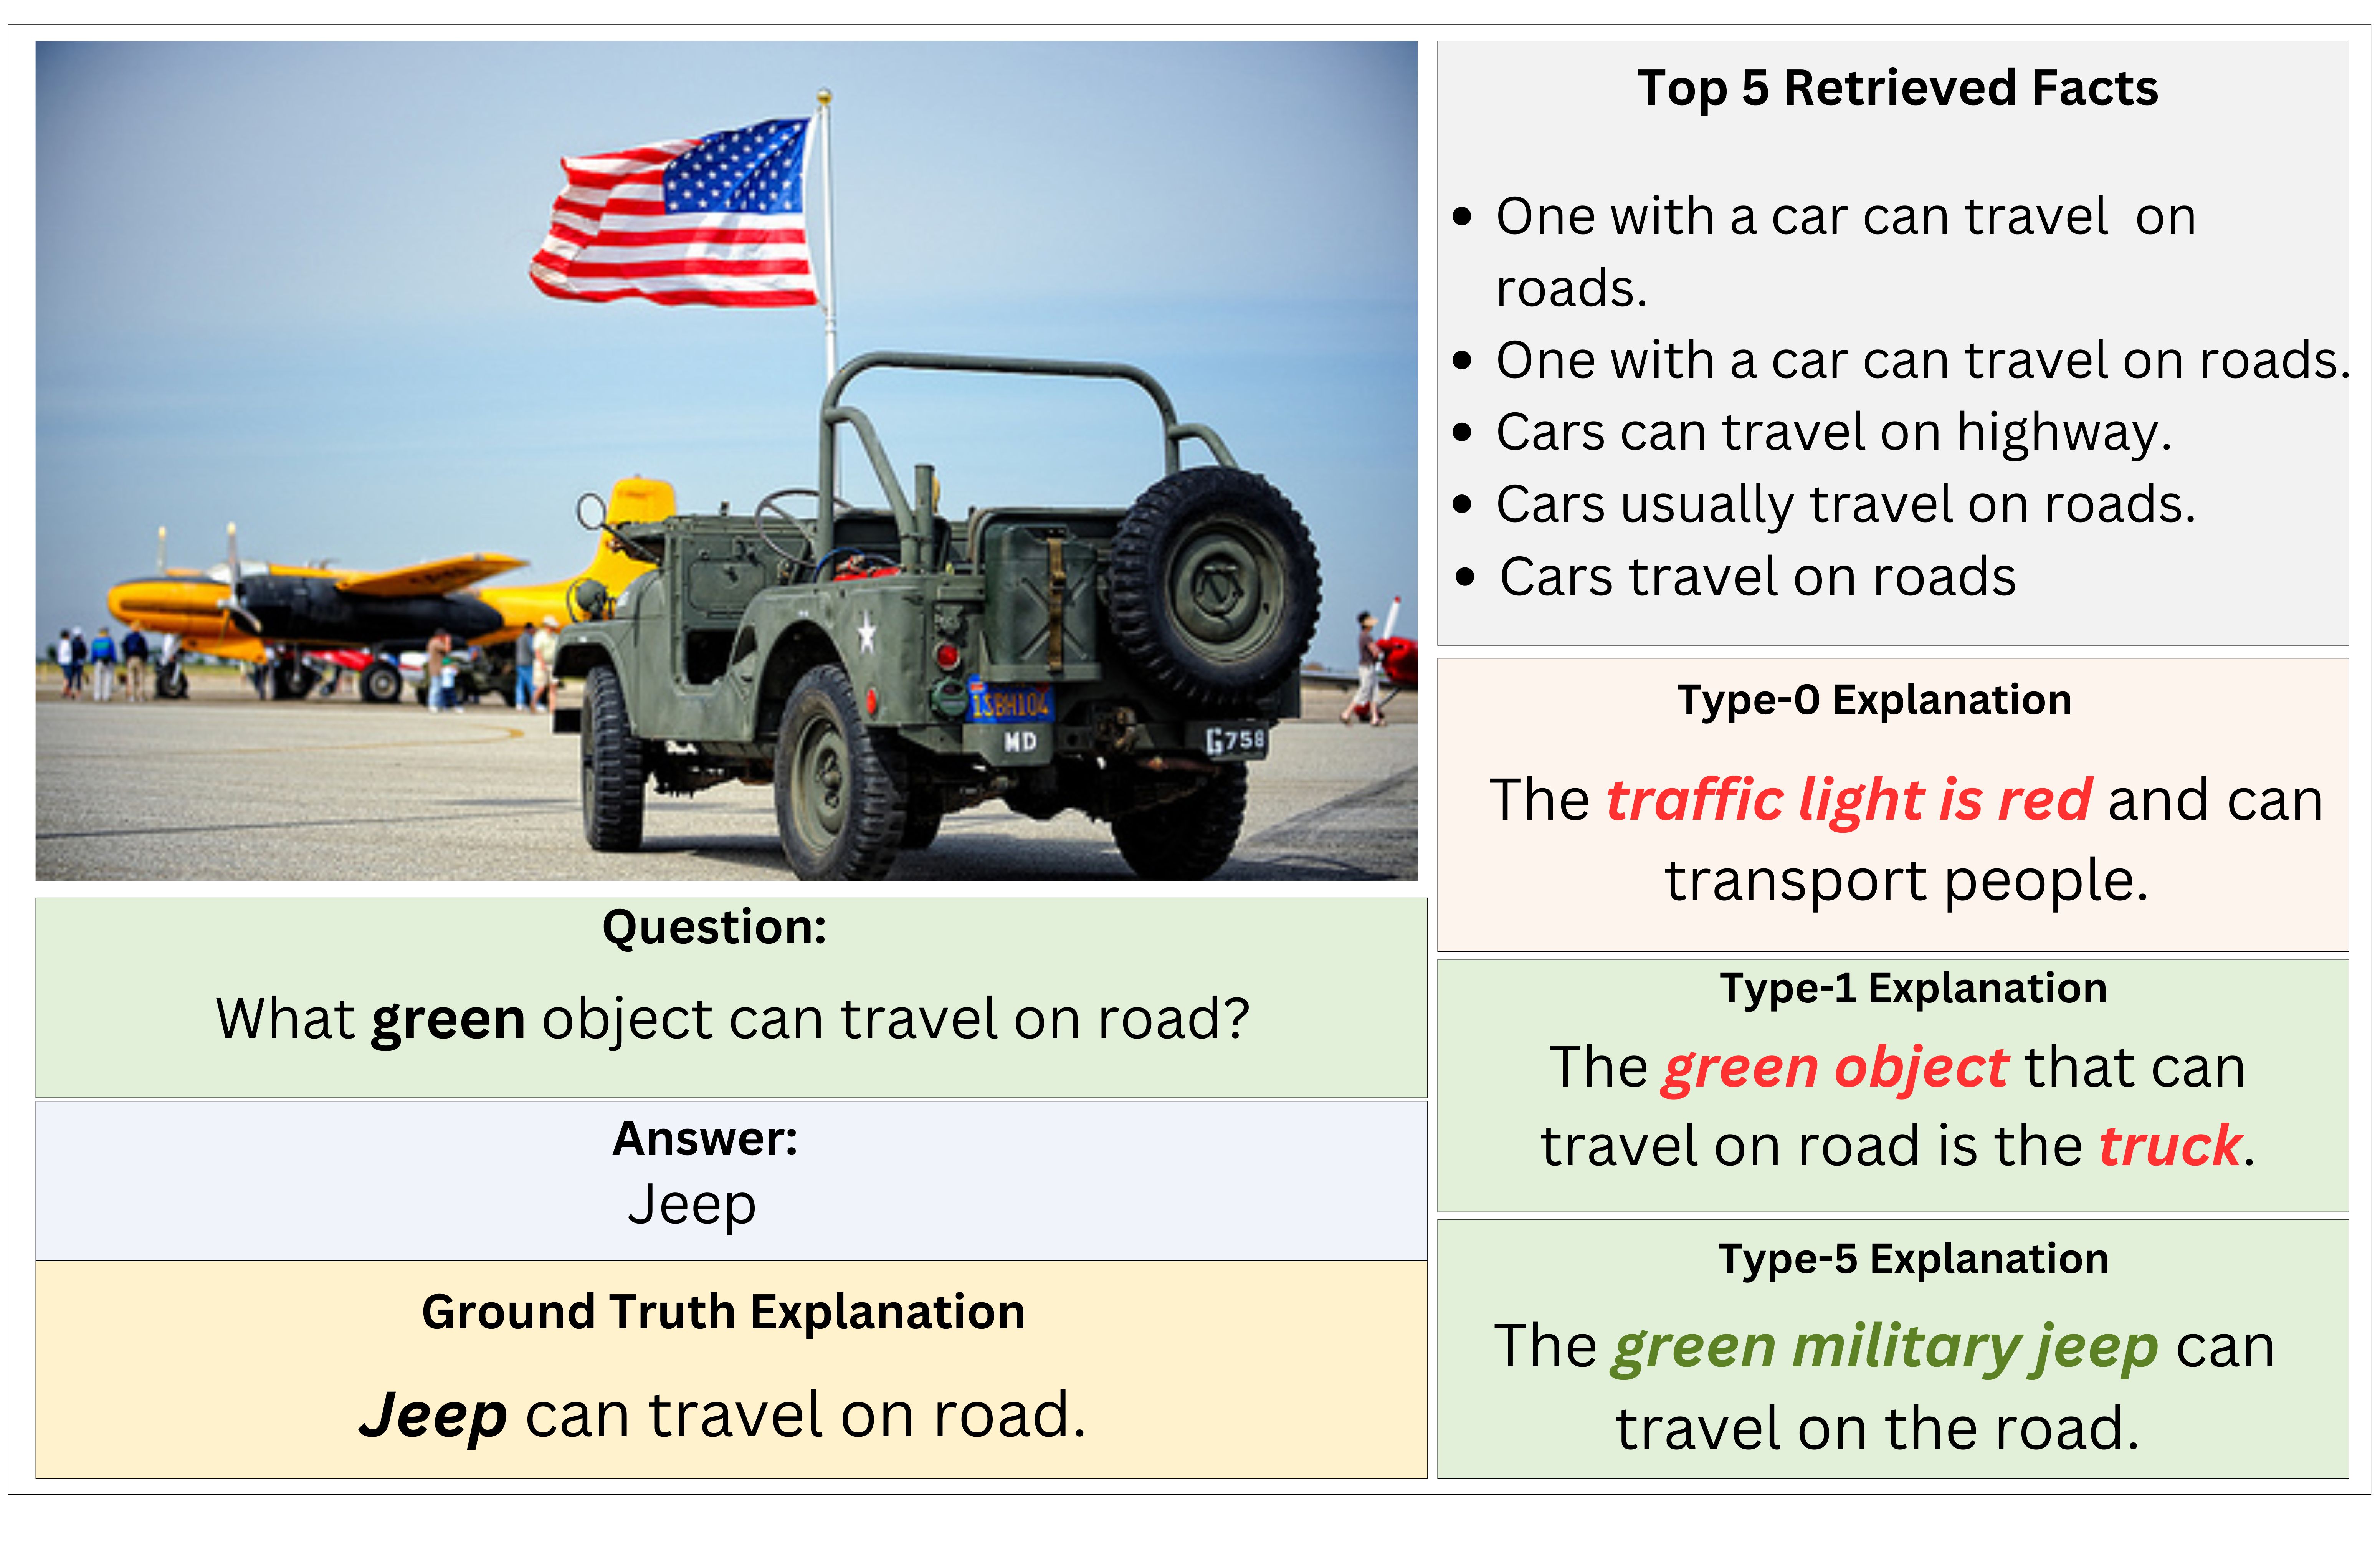 1SBH104
MD
G758
Question:
What green object can travel on road?
Answer:
Jeep
Ground Truth Explanation
Jeep can travel on road.
Top 5 Retrieved Facts
• One with a car can travel  on
roads.
• One with a car can travel on roads.
• Cars can travel on highway.
• Cars usually travel on roads.
• Cars travel on roads
Type-0 Explanation
The traffic light is red and can
transport people.
Type-1 Explanation
The green object that can
travel on road is the truck.
Type-5 Explanation
The green military jeep can
travel on the road.